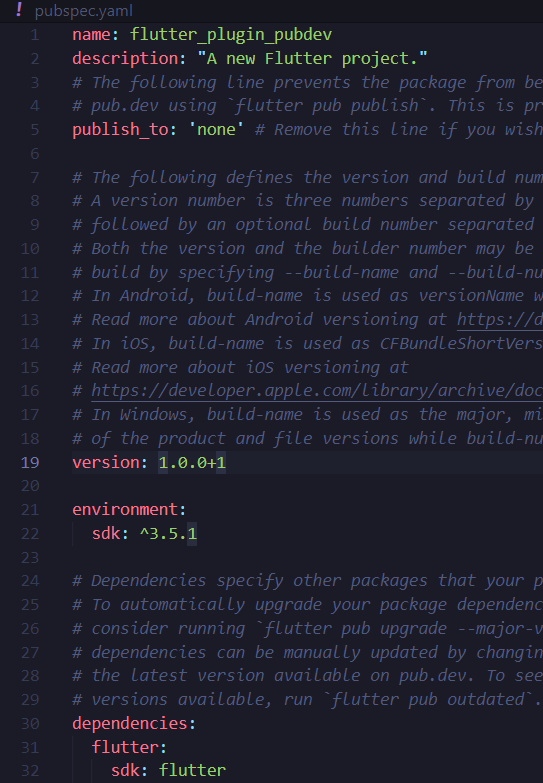 ! pubspec.yaml
1 name: flutter_plugin_pubdev
2 description: "A new Flutter project."
3 # The following line prevents the package from be
4 # pub.dev using `flutter pub publish`. This is pr
5 publish_to: 'none' # Remove this line if you wish
6
7 # The following defines the version and build num
8 # A version number is three numbers separated by
9 # followed by an optional build number separated
10 # Both the version and the builder number may be
11 # build by specifying --build-name and --build-nu
12 # In Android, build-name is used as versionName w
13 # Read more about Android versioning at https://d
14 # In iOS, build-name is used as CFBundleShortVers
15 # Read more about iOS versioning at
16 # https://developer.apple.com/library/archive/doc
17 # In Windows, build-name is used as the major, mi
18 # of the product and file versions while build-nu
19 version: 1.0.0+1
20
21 environment:
22 sdk: ^3.5.1
23
24 # Dependencies specify other packages that your p
25 # To automatically upgrade your package dependenc
26 # consider running `flutter pub upgrade --major-v
27 # dependencies can be manually updated by changin
28 # the latest version available on pub.dev. To see
29 # versions available, run `flutter pub outdated`.
30 dependencies:
31 flutter:
32 sdk: flutter